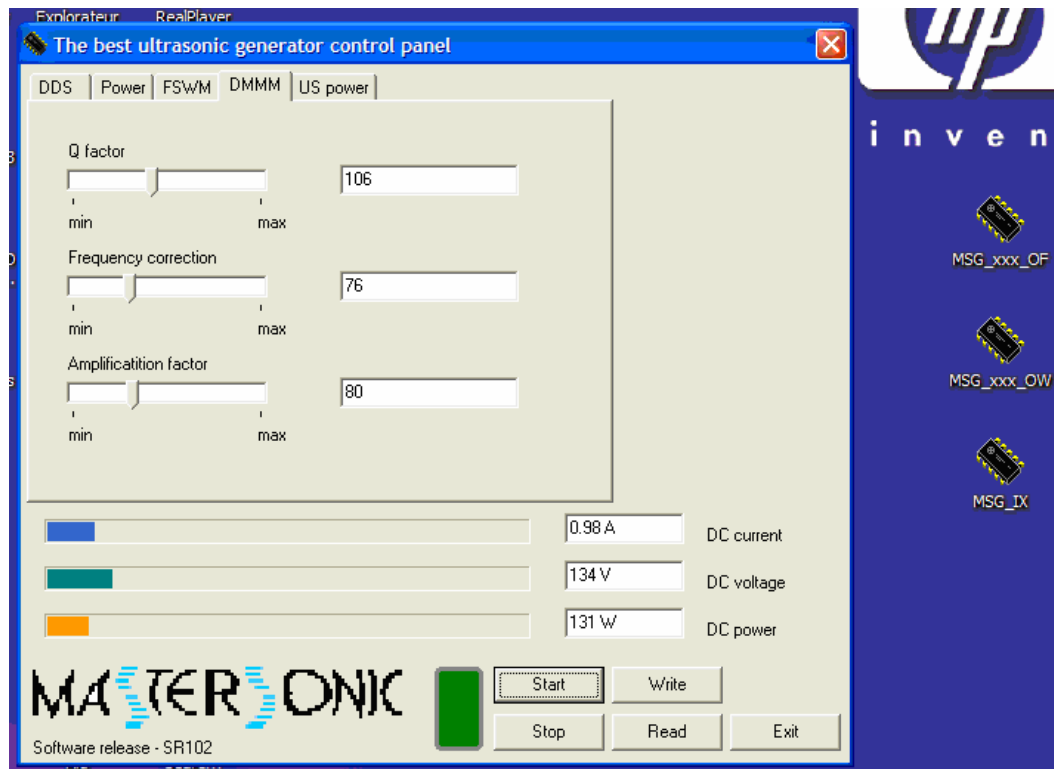 Explorateur RealPlayer
The best ultrasonic generator control panel
DDS Power FSWM DMMM US power
Q factor
106
min max
Frequency correction
76
min max
Amplificatition factor
80
min max
0.98 A DC current
134 V DC voltage
131 W DC power
MASTERSONIC
Start Write
Stop Read Exit
Software release - SR102
hp
inven
MSG_xxx_OF
MSG_xxx_OW
MSG_IX